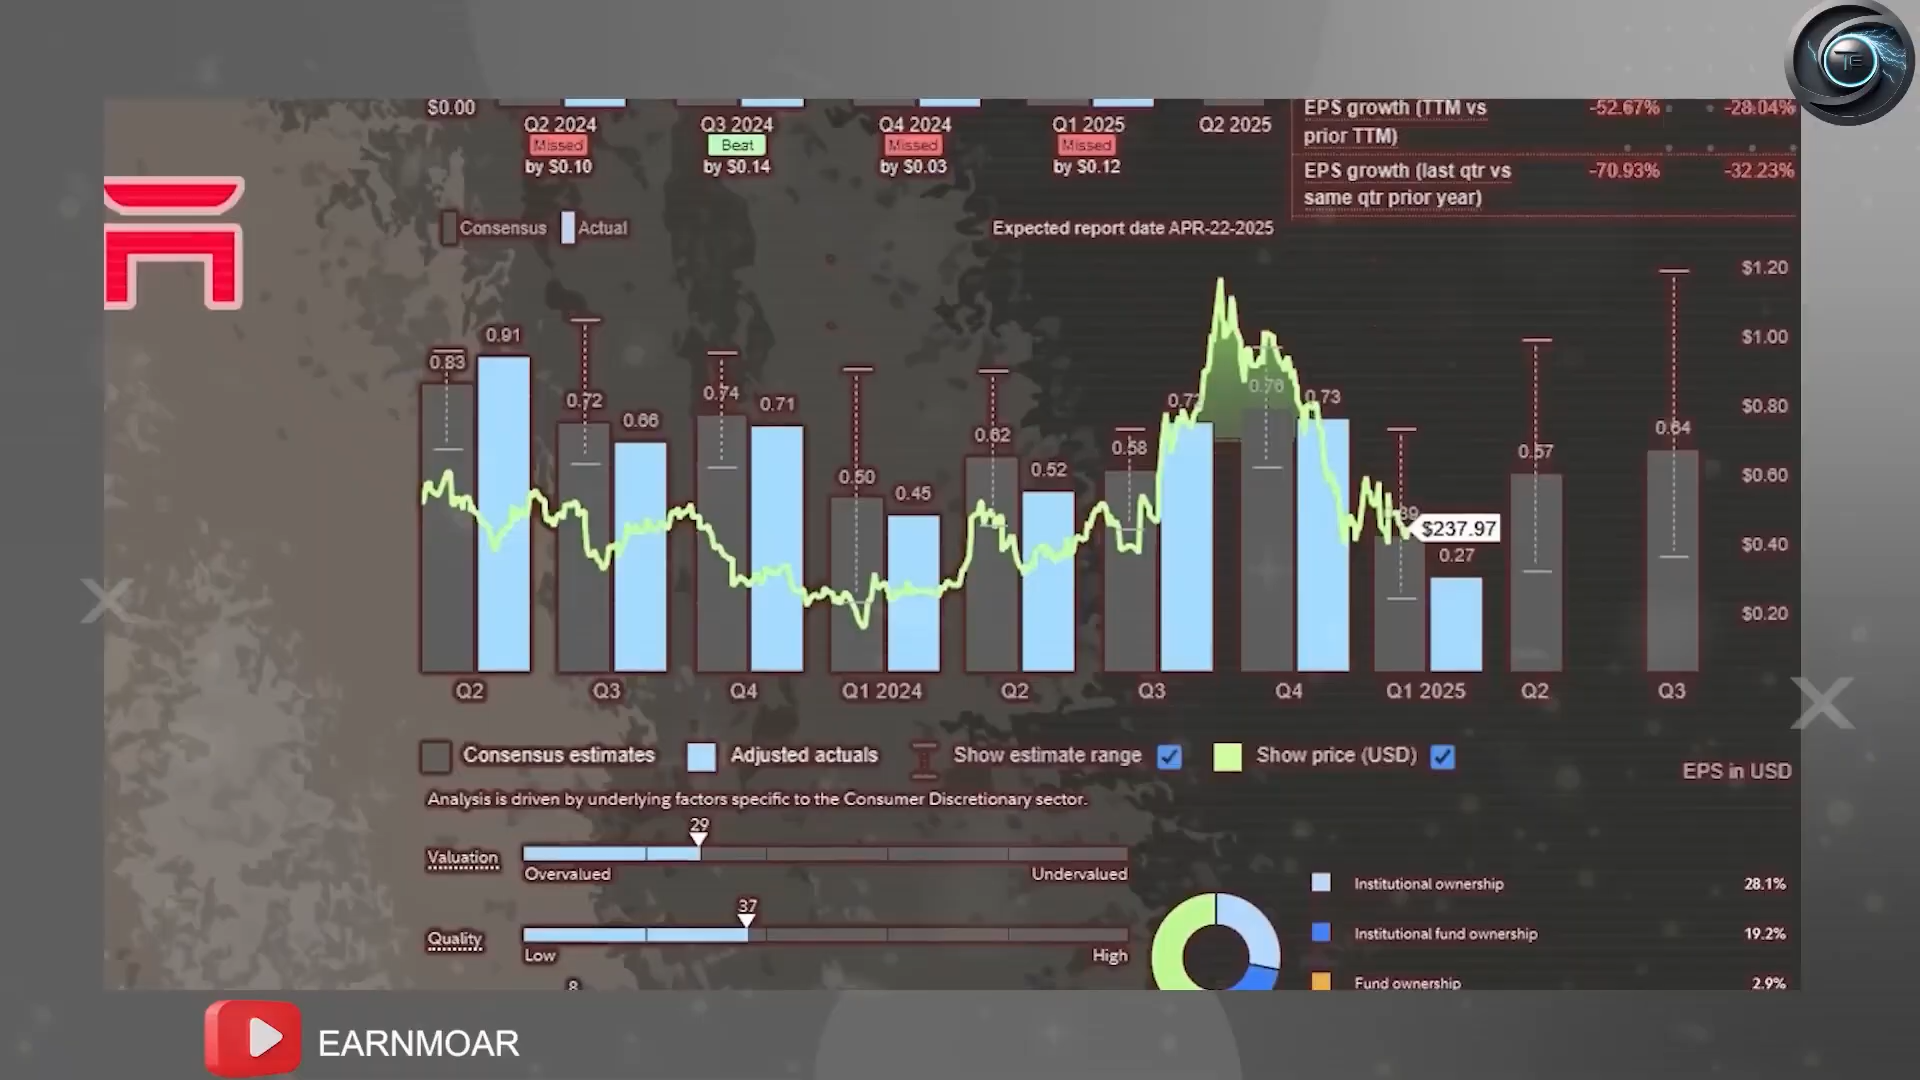 $0.00
Q2 2024
Q3 2024
Q4 2024
Q1 2025
Q2 2025
Missed
Beat
Missed
Missed
by $0.10
by $0.14
by $0.03
by $0.12
EPS growth (TTM vs
prior TTM)
-52.67%
-28.04%
EPS growth (last qtr vs
same qtr prior year)
-70.93%
-32.23%
Consensus
Actual
Expected report date APR-22-2025
$1.20
$1.00
$0.80
$0.60
$0.40
$0.20
0.83
0.91
0.72
0.66
0.74
0.71
0.50
0.45
0.62
0.52
0.58
0.76
0.73
$237.97
0.27
0.57
0.64
Q2
Q3
Q4
Q1 2024
Q2
Q3
Q4
Q1 2025
Q2
Q3
Consensus estimates
Adjusted actuals
Show estimate range
Show price (USD)
EPS in USD
Analysis is driven by underlying factors specific to the Consumer Discretionary sector.
29
Valuation
Overvalued
Undervalued
37
Quality
Low
High
Institutional ownership
28.1%
Institutional fund ownership
19.2%
Fund ownership
2.9%
EARNMOAR